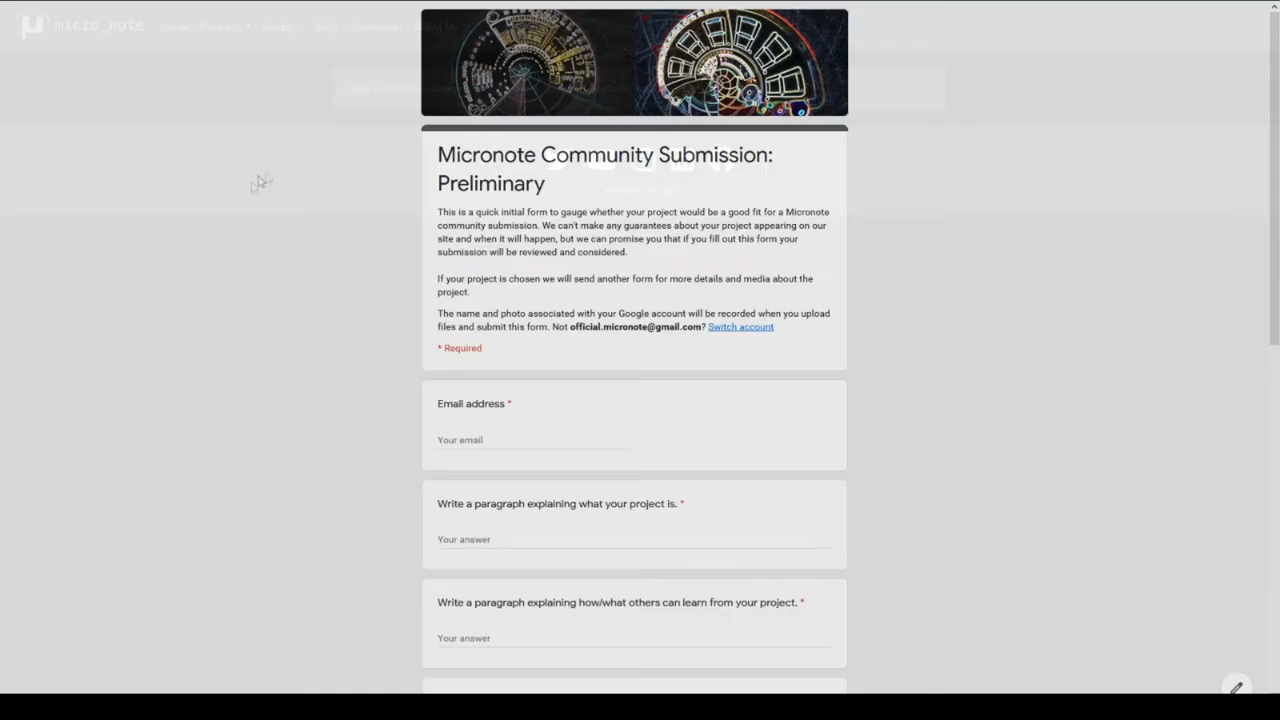 micro_note Home Products Blog Community
Micronote Community Submission:
Preliminary
This is a quick initial form to gauge whether your project would be a good fit for a Micronote
community submission. We can't make any guarantees about your project appearing on our
site and when it will happen, but we can promise you that if you fill out this form your
submission will be reviewed and considered.
If your project is chosen we will send another form for more details and media about the
project.
The name and photo associated with your Google account will be recorded when you upload
files and submit this form. Not official.micronote@gmail.com? Switch account
* Required
Email address *
Your email
Write a paragraph explaining what your project is. *
Your answer
Write a paragraph explaining how/what others can learn from your project. *
Your answer